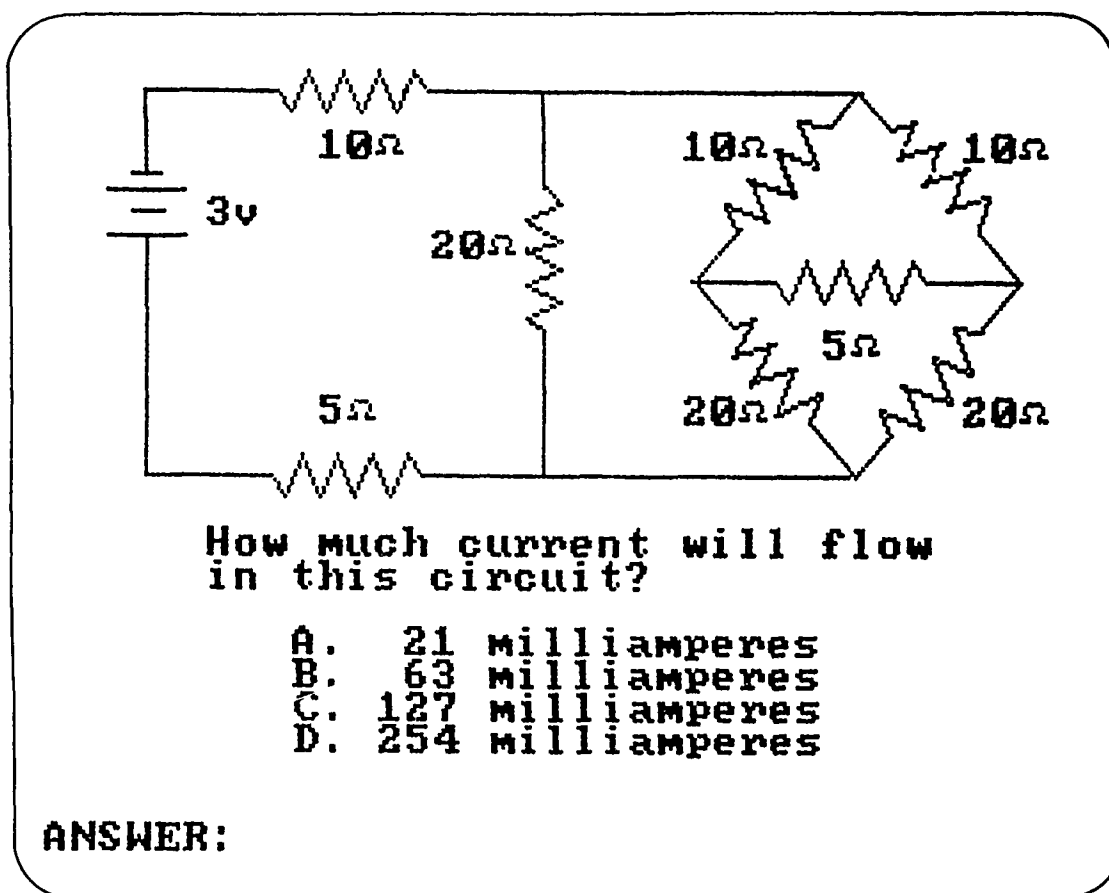 10Ω
10Ω
10Ω
3v
20Ω
5Ω
5Ω
20Ω
20Ω
How much current will flow
in this circuit?
A. 21 milliamperes
B. 63 milliamperes
C. 127 milliamperes
D. 254 milliamperes
ANSWER: